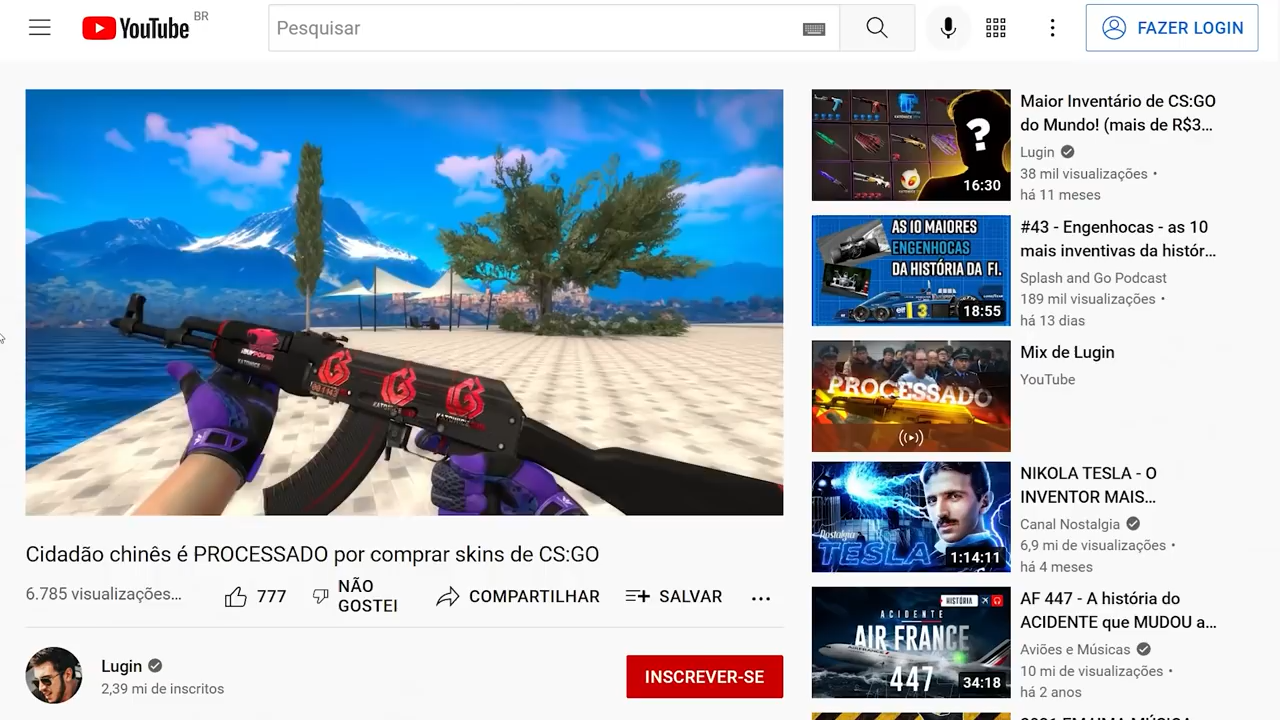 YouTube BR
Pesquisar
FAZER LOGIN
Cidadão chinês é PROCESSADO por comprar skins de CS:GO
6.785 visualizações...
777
NÃO
GOSTEI
COMPARTILHAR
SALVAR
Lugin
2,39 mi de inscritos
INSCREVER-SE
?
16:30
Maior Inventário de CS:GO
do Mundo! (mais de R$3...
Lugin
38 mil visualizações •
há 11 meses
AS 10 MAIORES
ENGENHOCAS
DA HISTÓRIA DA F1.
18:55
#43 - Engenhocas - as 10
mais inventivas da histór...
Splash and Go Podcast
189 mil visualizações •
há 13 dias
PROCESSADO
Mix de Lugin
YouTube
Nostalgia
TESLA
1:14:11
NIKOLA TESLA - O
INVENTOR MAIS...
Canal Nostalgia
6,9 mi de visualizações •
há 4 meses
HISTÓRIA
ACIDENTE
AIR FRANCE
447
34:18
AF 447 - A história do
ACIDENTE que MUDOU a...
Aviões e Músicas
10 mi de visualizações •
há 2 anos